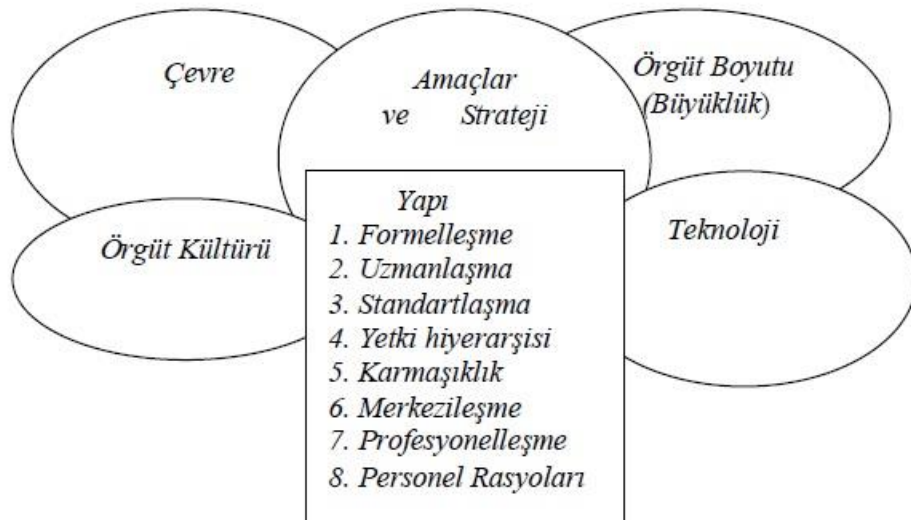 Çevre
Amaçlar
ve Strateji
Örgüt Boyutu
(Büyüklük)
Örgüt Kültürü
Teknoloji
Yapı
1. Formelleşme
2. Uzmanlaşma
3. Standartlaşma
4. Yetki hiyerarşisi
5. Karmaşıklık
6. Merkezileşme
7. Profesyonelleşme
8. Personel Rasyoları